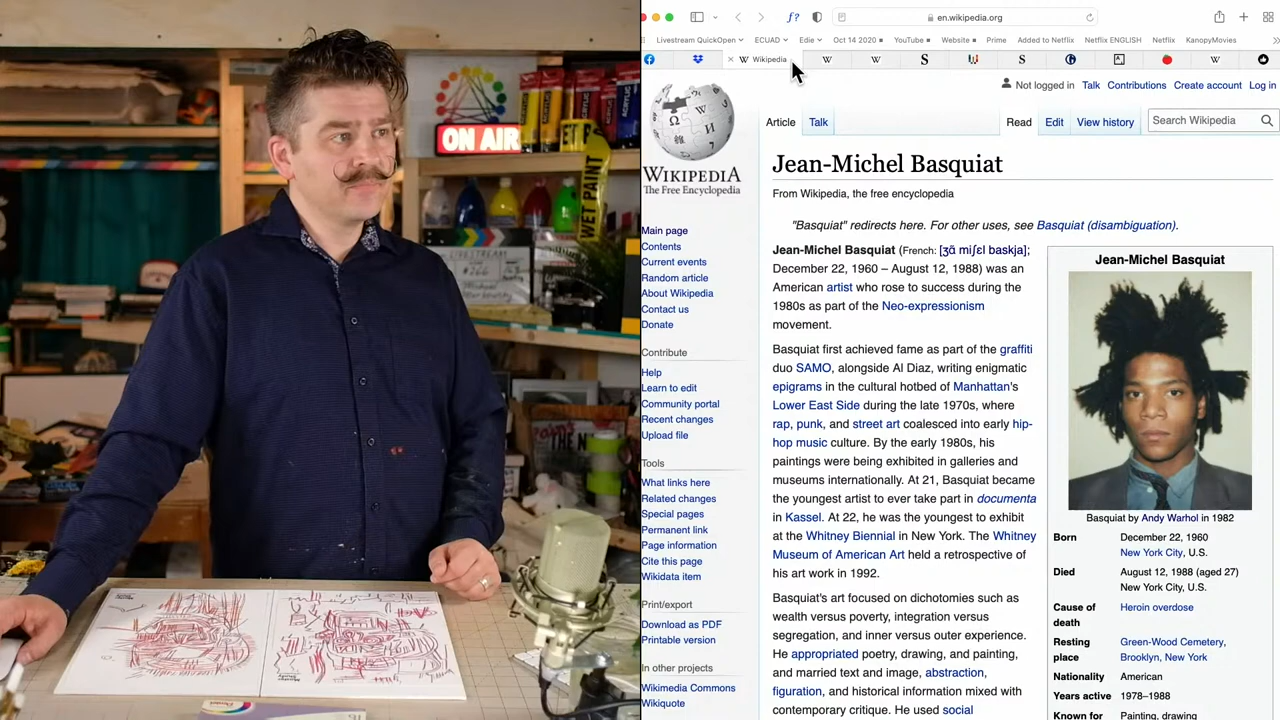 ON AIR
WET PAINT
LIVESTREAM
en.wikipedia.org
Livestream QuickOpen
ECUAD
Edie
Oct 14 2020
YouTube
Website
Prime
Added to Netflix
Netflix ENGLISH
Netflix
KanopyMovies
Wikipedia
Not logged in Talk Contributions Create account Log in
Article Talk Read Edit View history Search Wikipedia
WIKIPEDIA
The Free Encyclopedia
Main page
Contents
Current events
Random article
About Wikipedia
Contact us
Donate
Contribute
Help
Learn to edit
Community portal
Recent changes
Upload file
Tools
What links here
Related changes
Special pages
Permanent link
Page information
Cite this page
Wikidata item
Print/export
Download as PDF
Printable version
In other projects
Wikimedia Commons
Wikiquote
Jean-Michel Basquiat
From Wikipedia, the free encyclopedia
"Basquiat" redirects here. For other uses, see Basquiat (disambiguation).
Jean-Michel Basquiat (French: [ʒɑ̃ miʃɛl baskja];
December 22, 1960 – August 12, 1988) was an
American artist who rose to success during the
1980s as part of the Neo-expressionism
movement.
Basquiat first achieved fame as part of the graffiti
duo SAMO, alongside Al Diaz, writing enigmatic
epigrams in the cultural hotbed of Manhattan's
Lower East Side during the late 1970s, where
rap, punk, and street art coalesced into early hip-
hop music culture. By the early 1980s, his
paintings were being exhibited in galleries and
museums internationally. At 21, Basquiat became
the youngest artist to ever take part in documenta
in Kassel. At 22, he was the youngest to exhibit
at the Whitney Biennial in New York. The Whitney
Museum of American Art held a retrospective of
his art work in 1992.
Basquiat's art focused on dichotomies such as
wealth versus poverty, integration versus
segregation, and inner versus outer experience.
He appropriated poetry, drawing, and painting,
and married text and image, abstraction,
figuration, and historical information mixed with
contemporary critique. He used social
Jean-Michel Basquiat
Basquiat by Andy Warhol in 1982
Born December 22, 1960
New York City, U.S.
Died August 12, 1988 (aged 27)
New York City, U.S.
Cause of death Heroin overdose
Resting place Green-Wood Cemetery,
Brooklyn, New York
Nationality American
Years active 1978–1988
Known for Painting, drawing